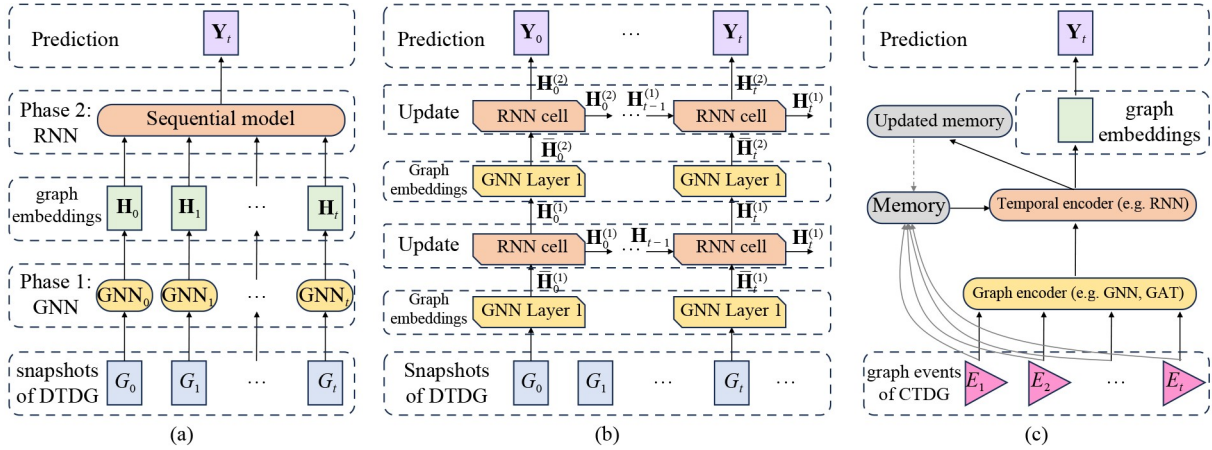 Prediction
Y_t
Phase 2:
RNN
Sequential model
graph
embeddings
H_0
H_1
...
H_t
Phase 1:
GNN
GNN_0
GNN_1
...
GNN_t
snapshots
of DTDG
G_0
G_1
...
G_t
(a)
Prediction
Y_0
...
Y_t
H_0^(2)
H_t^(2)
Update
RNN cell
H_0^(2)
...
H_{t-1}^(1)
RNN cell
H_t^(1)
H̅_0^(2)
H̅_t^(2)
Graph
embeddings
GNN Layer 1
GNN Layer 1
H_0^(1)
H̅_t^(1)
Update
RNN cell
H_0^(1)
...
H_{t-1}
RNN cell
H_t^(1)
H̅_0^(1)
H̅_t^(1)
Graph
embeddings
GNN Layer 1
GNN Layer 1
Snapshots
of DTDG
G_0
G_1
...
G_t
...
(b)
Prediction
Y_t
graph
embeddings
Updated memory
Memory
Temporal encoder (e.g. RNN)
Graph encoder (e.g. GNN, GAT)
graph events
of CTDG
E_1
E_2
...
E_t
(c)